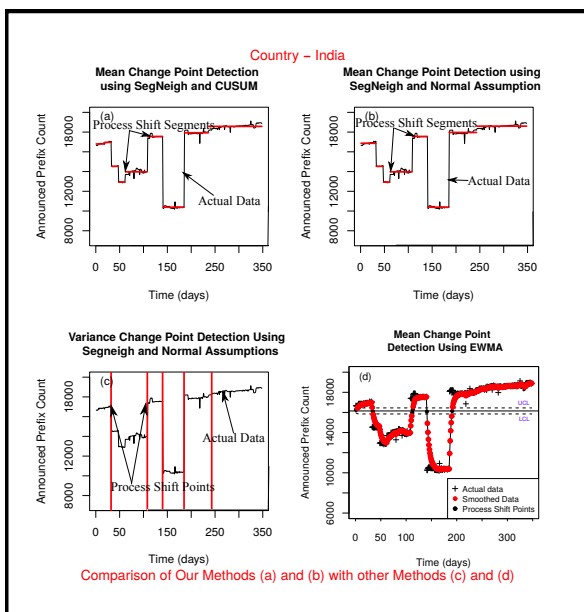 Country – India
Mean Change Point Detection
using SegNeigh and CUSUM
(a)
Process Shift Segments
Actual Data
Announced Prefix Count
8000
12000
18000
0 50 150 250 350
Time (days)
Mean Change Point Detection using
SegNeigh and Normal Assumption
(b)
Process Shift Segments
Actual Data
Announced Prefix Count
8000
12000
18000
0 50 150 250 350
Time (days)
Variance Change Point Detection Using
Segneigh and Normal Assumptions
(c)
Actual Data
Process Shift Points
Announced Prefix Count
8000
12000
18000
0 50 150 250 350
Time (days)
Mean Change Point
Detection Using EWMA
(d)
UCL
LCL
Actual data
Smoothed Data
Process Shift Points
Announced Prefix Count
6000
10000
14000
18000
0 50 100 200 300
Time (days)
Comparison of Our Methods (a) and (b) with other Methods (c) and (d)